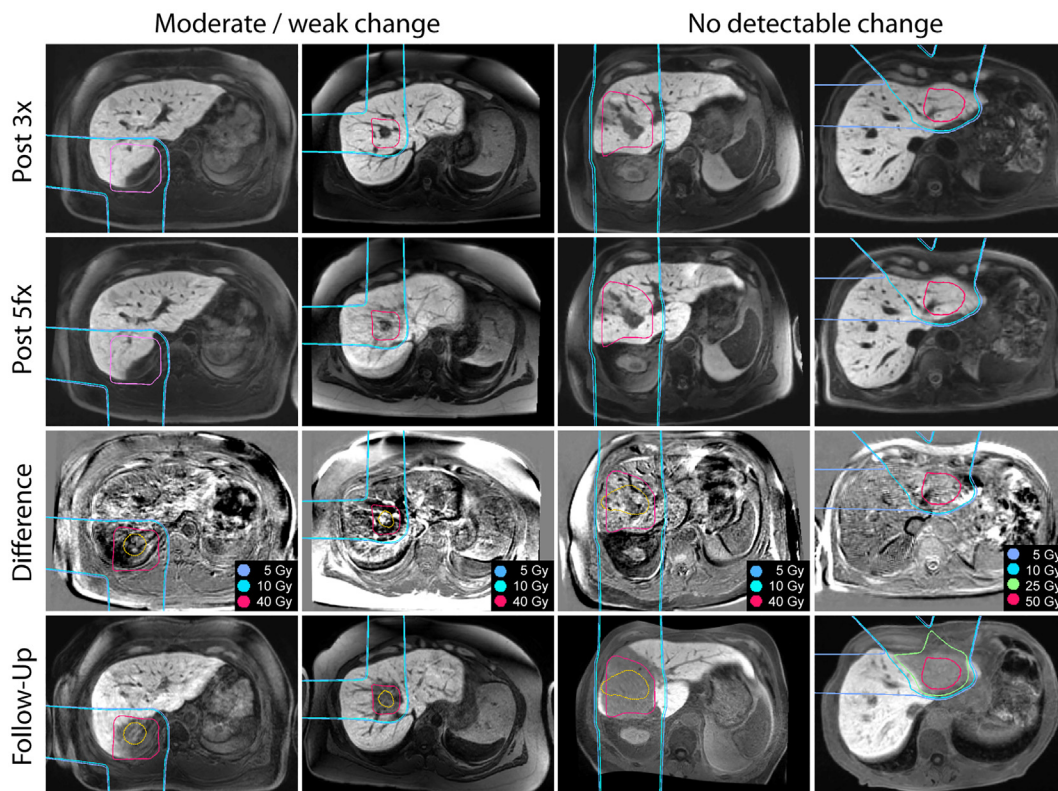 Moderate / weak change
No detectable change
Post 3x
Post 5fx
Difference
5 Gy
10 Gy
40 Gy
5 Gy
10 Gy
40 Gy
5 Gy
10 Gy
40 Gy
5 Gy
10 Gy
25 Gy
50 Gy
Follow-Up